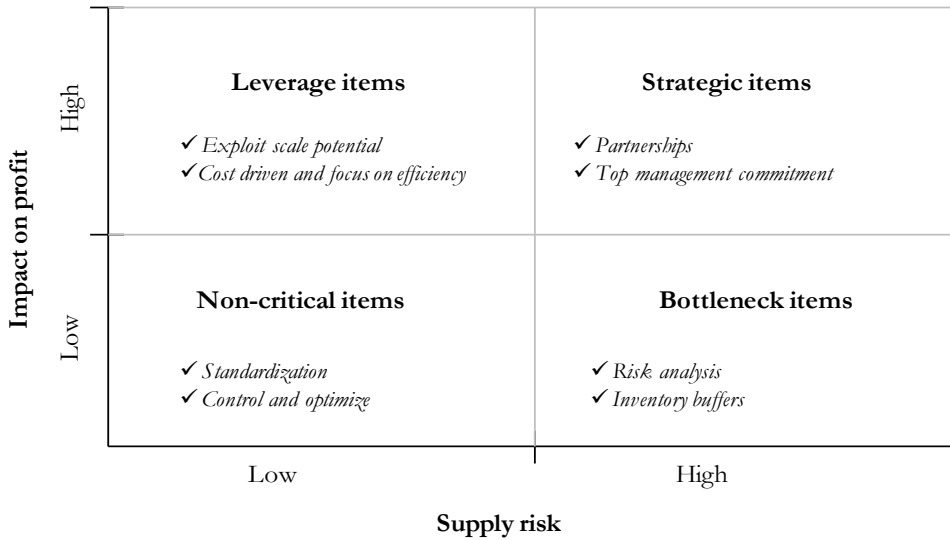 Impact on profit
High
Low
Leverage items
✓ Exploit scale potential
✓ Cost driven and focus on efficiency
Strategic items
✓ Partnerships
✓ Top management commitment
Non-critical items
✓ Standardization
✓ Control and optimize
Bottleneck items
✓ Risk analysis
✓ Inventory buffers
Low
High
Supply risk